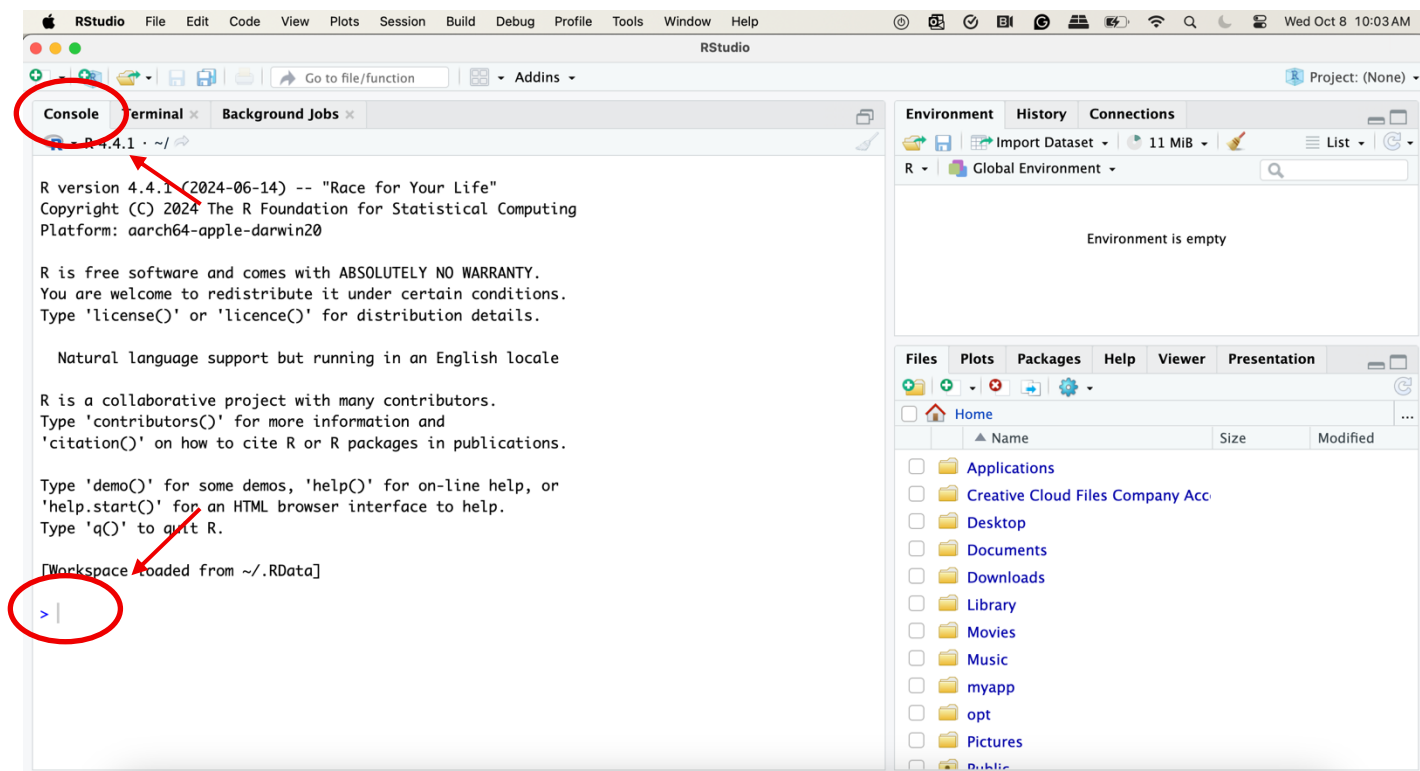 RStudio File Edit Code View Plots Session Build Debug Profile Tools Window Help Wed Oct 8 10:03 AM
RStudio
Go to file/function Addins Project: (None)
Console Terminal Background Jobs
R 4.4.1 · ~/
R version 4.4.1 (2024-06-14) -- "Race for Your Life"
Copyright (C) 2024 The R Foundation for Statistical Computing
Platform: aarch64-apple-darwin20
R is free software and comes with ABSOLUTELY NO WARRANTY.
You are welcome to redistribute it under certain conditions.
Type 'license()' or 'licence()' for distribution details.
Natural language support but running in an English locale
R is a collaborative project with many contributors.
Type 'contributors()' for more information and
'citation()' on how to cite R or R packages in publications.
Type 'demo()' for some demos, 'help()' for on-line help, or
'help.start()' for an HTML browser interface to help.
Type 'q()' to quit R.
[Workspace loaded from ~/.RData]
>
Environment History Connections
Import Dataset 11 MiB List
R Global Environment
Environment is empty
Files Plots Packages Help Viewer Presentation
Home ...
Name Size Modified
Applications
Creative Cloud Files Company Acc
Desktop
Documents
Downloads
Library
Movies
Music
myapp
opt
Pictures
Public